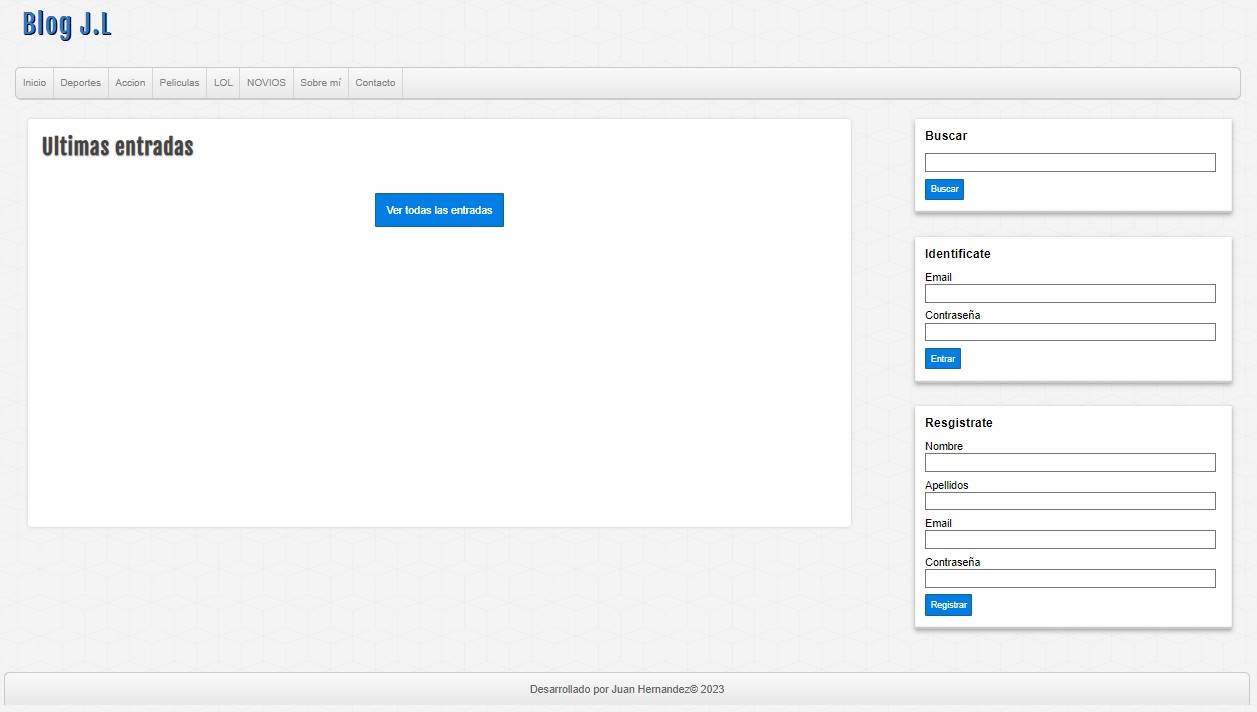 Blog J.L
Inicio Deportes Accion Peliculas LOL NOVIOS Sobre mí Contacto
Ultimas entradas
Ver todas las entradas
Buscar
Buscar
Identificate
Email
Contraseña
Entrar
Resgistrate
Nombre
Apellidos
Email
Contraseña
Registrar
Desarrollado por Juan Hernandez© 2023